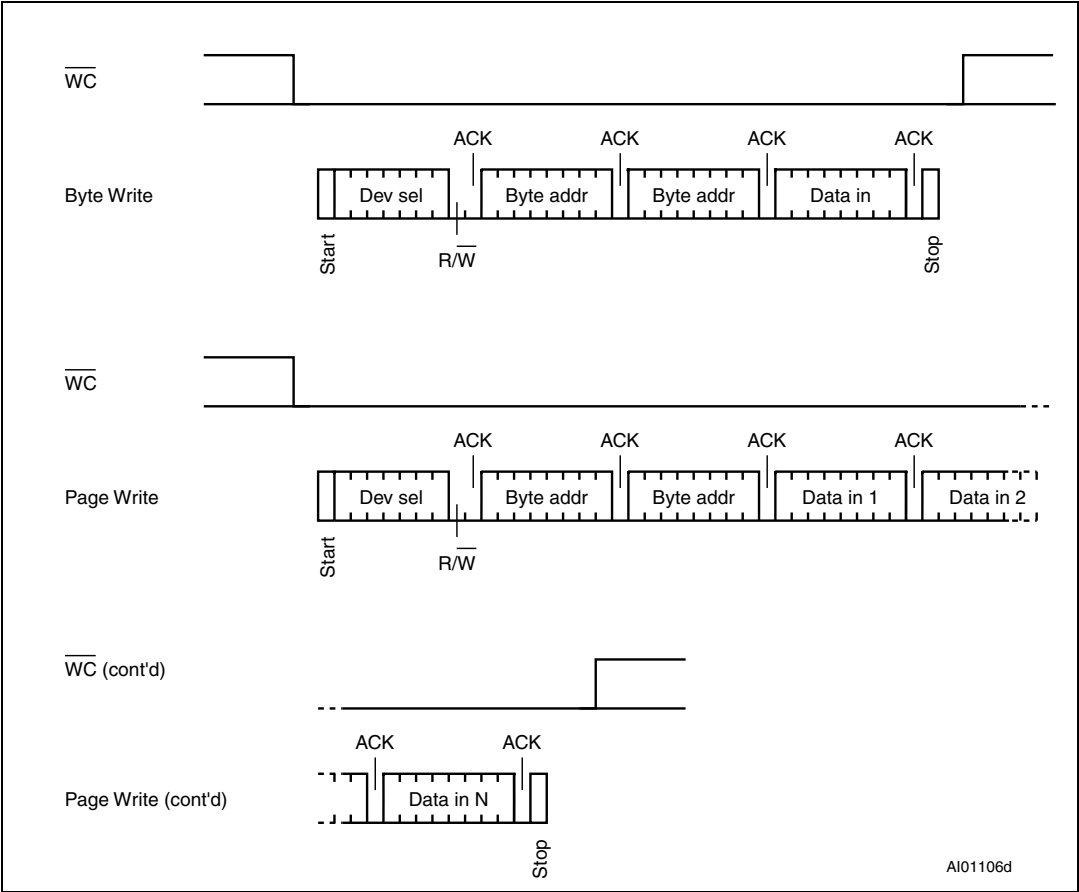 WC
ACK ACK ACK ACK
Byte Write Dev sel Byte addr Byte addr Data in
Start R/W Stop
WC
ACK ACK ACK ACK
Page Write Dev sel Byte addr Byte addr Data in 1 Data in 2
Start R/W
WC (cont'd)
ACK ACK
Page Write (cont'd) Data in N
Stop
AI01106d